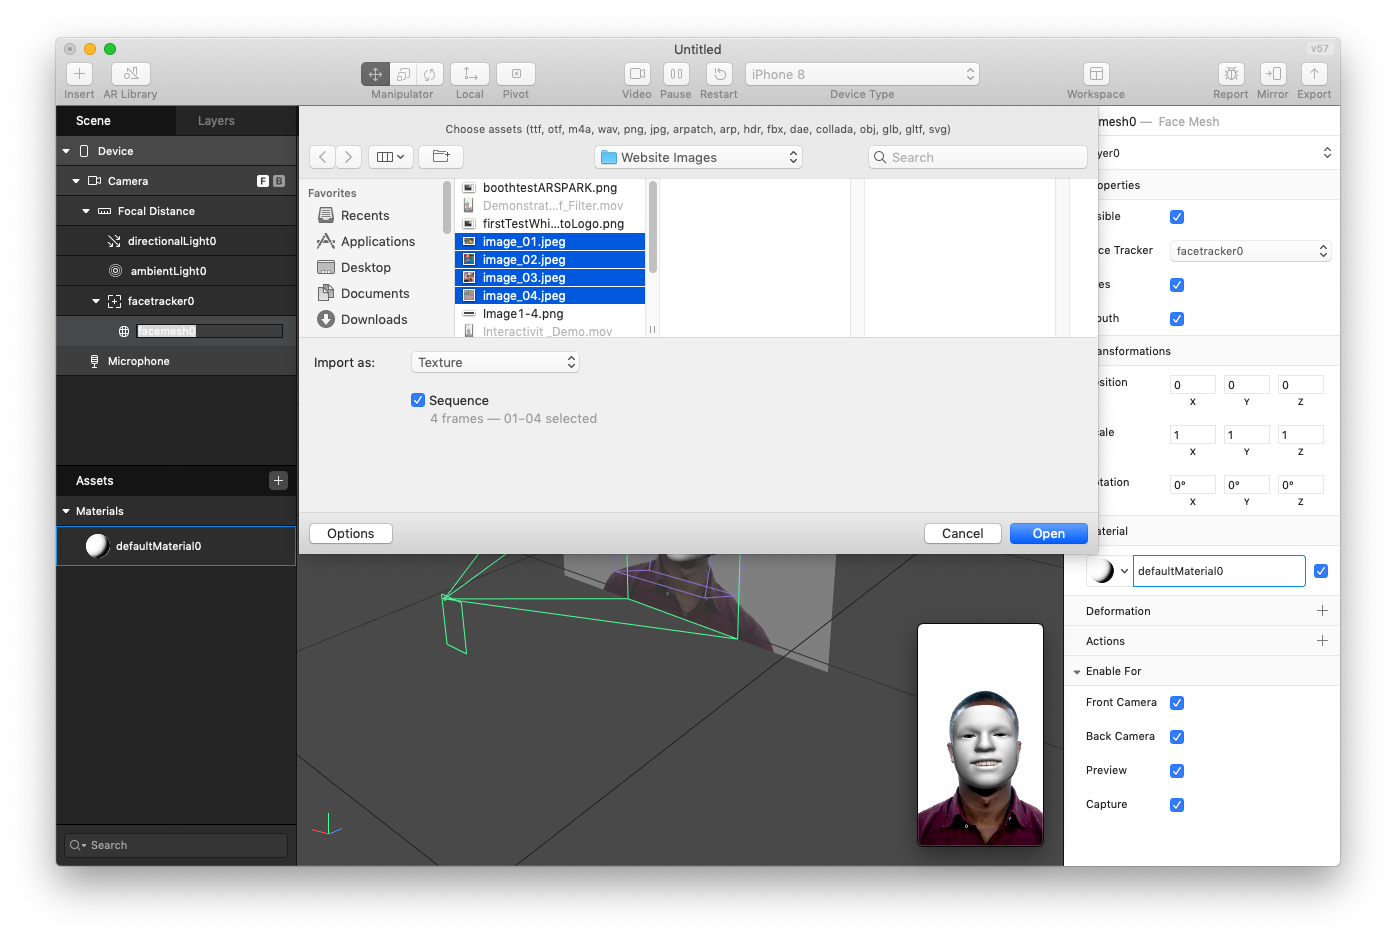 Untitled
v57
Insert
AR Library
Manipulator
Local
Pivot
Video
Pause
Restart
iPhone 8
Device Type
Workspace
Report
Mirror
Export
Scene
Layers
Device
Camera
F
B
Focal Distance
directionalLight0
ambientLight0
facetracker0
facemesh0
Microphone
Assets
Materials
defaultMaterial0
Search
Choose assets (ttf, otf, m4a, wav, png, jpg, arpatch, arp, hdr, fbx, dae, collada, obj, glb, gltf, svg)
Website Images
Search
Favorites
Recents
Applications
Desktop
Documents
Downloads
boothtestARSPARK.png
Demonstrat...f_Filter.mov
firstTestWhi...toLogo.png
image_01.jpeg
image_02.jpeg
image_03.jpeg
image_04.jpeg
Image1-4.png
Interactivit_Demo.mov
Import as:
Texture
Sequence
4 frames — 01–04 selected
Options
Cancel
Open
mesh0 — Face Mesh
yer0
operties
sible
ce Tracker
facetracker0
es
outh
ansformations
sition
0
0
0
X
Y
Z
ale
1
1
1
X
Y
Z
otation
0°
0°
0°
X
Y
Z
aterial
defaultMaterial0
Deformation
Actions
Enable For
Front Camera
Back Camera
Preview
Capture